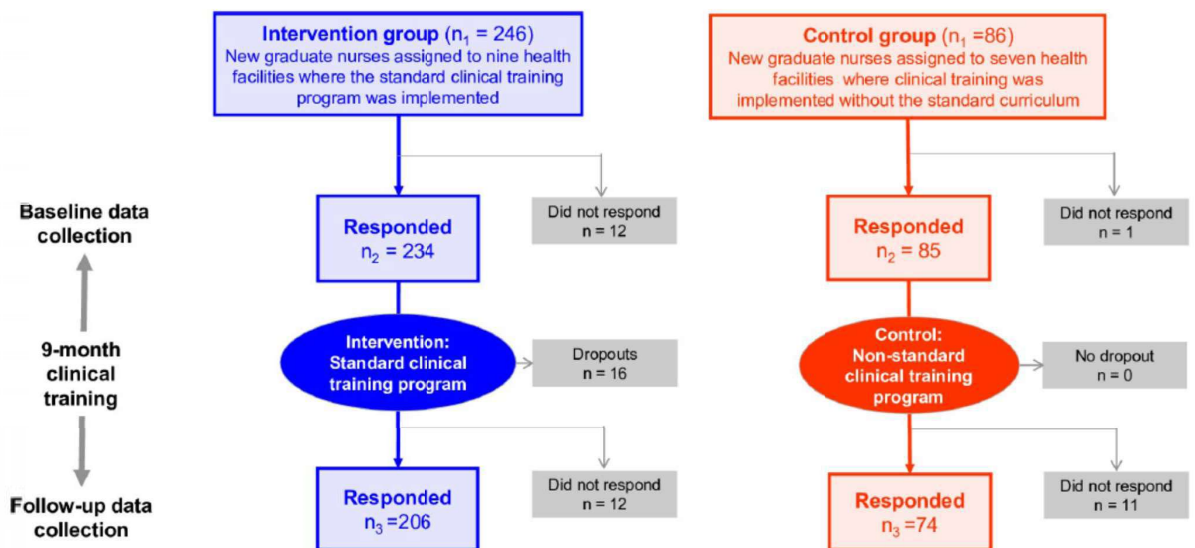 Intervention group (n₁ = 246)
New graduate nurses assigned to nine health
facilities where the standard clinical training
program was implemented
Control group (n₁ =86)
New graduate nurses assigned to seven health
facilities where clinical training was
implemented without the standard curriculum
Baseline data
collection
Responded
n₂ = 234
Did not respond
n = 12
Responded
n₂ = 85
Did not respond
n = 1
9-month
clinical
training
Intervention:
Standard clinical
training program
Dropouts
n = 16
Control:
Non-standard
clinical training
program
No dropout
n = 0
Follow-up data
collection
Responded
n₃ =206
Did not respond
n = 12
Responded
n₃ =74
Did not respond
n = 11